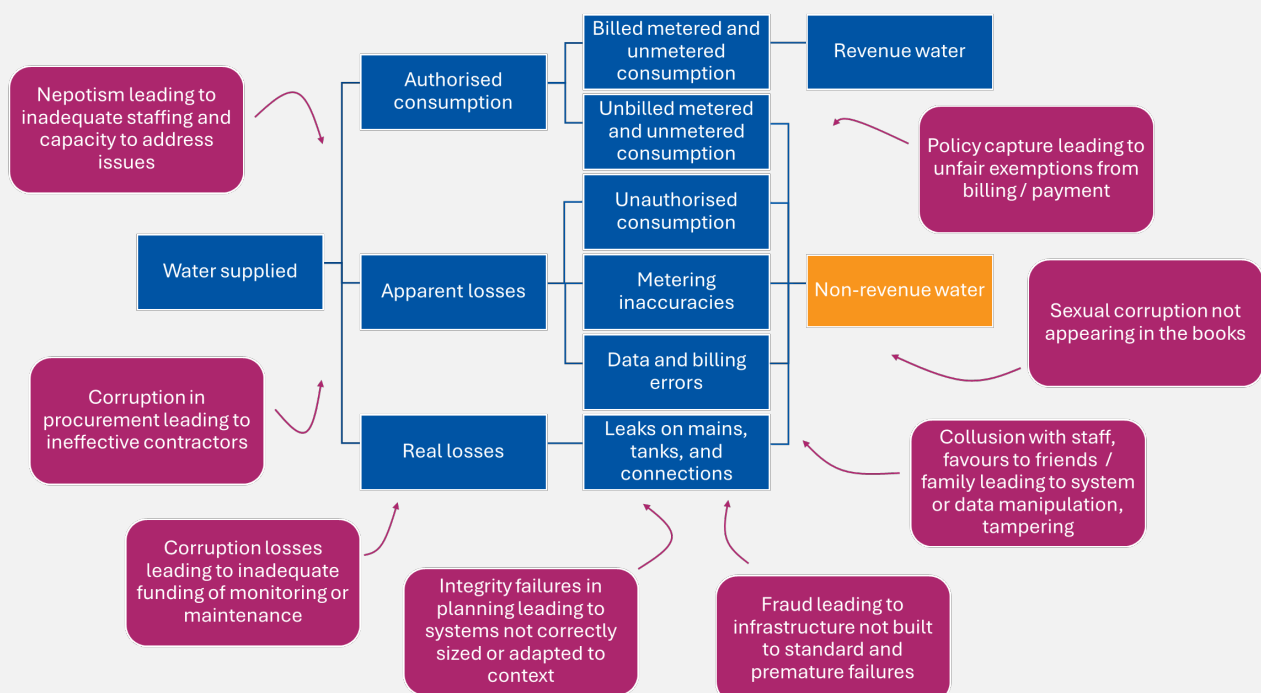 Billed metered and
unmetered
consumption
Revenue water
Authorised
consumption
Nepotism leading to
inadequate staffing and
capacity to address
issues
Unbilled metered
and unmetered
consumption
Policy capture leading to
unfair exemptions from
billing / payment
Unauthorised
consumption
Water supplied
Apparent losses
Metering
inaccuracies
Non-revenue water
Sexual corruption not
appearing in the books
Data and billing
errors
Corruption in
procurement leading to
ineffective contractors
Real losses
Leaks on mains,
tanks, and
connections
Collusion with staff,
favours to friends /
family leading to system
or data manipulation,
tampering
Corruption losses
leading to inadequate
funding of monitoring or
maintenance
Integrity failures in
planning leading to
systems not correctly
sized or adapted to
context
Fraud leading to
infrastructure not built
to standard and
premature failures